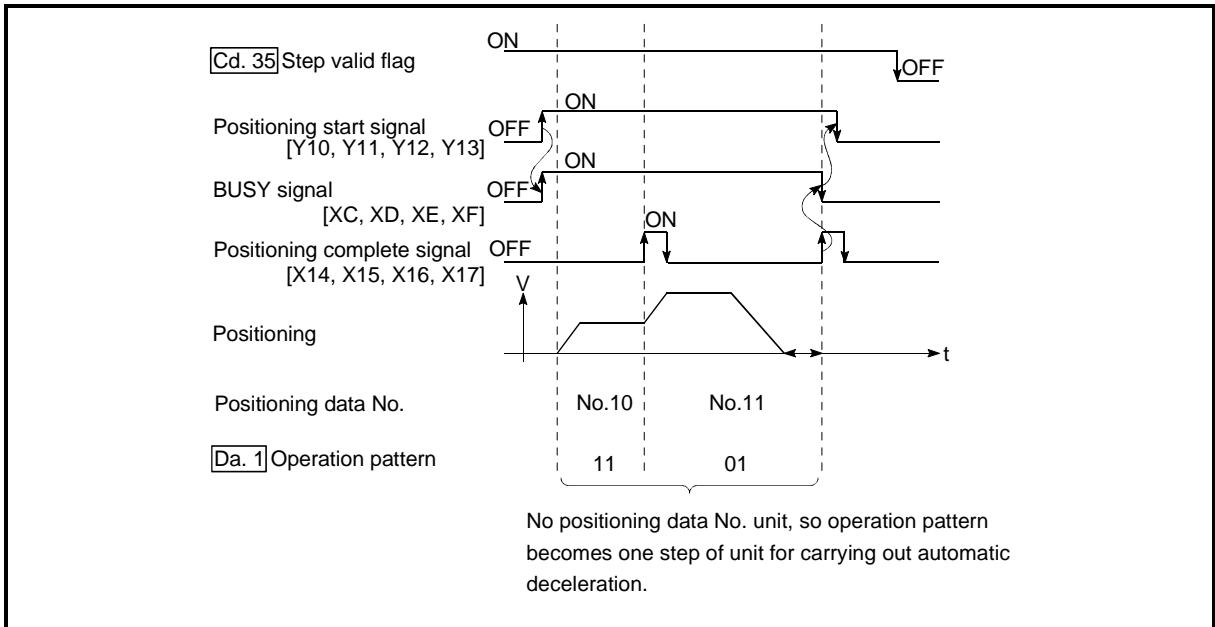 ON
Cd. 35 Step valid flag
OFF
ON
Positioning start signal OFF
[Y10, Y11, Y12, Y13]
ON
BUSY signal OFF
[XC, XD, XE, XF]
ON
Positioning complete signal OFF
[X14, X15, X16, X17]
V
Positioning
t
Positioning data No. No.10 No.11
Da. 1 Operation pattern 11 01
No positioning data No. unit, so operation pattern
becomes one step of unit for carrying out automatic
deceleration.